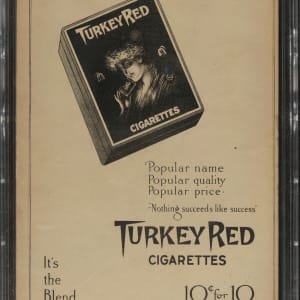 TURKEY RED
CIGARETTES
Popular name
Popular quality
Popular price.
"Nothing succeeds like success"
TURKEY RED
CIGARETTES
It's
the
Blend
10¢ for 10